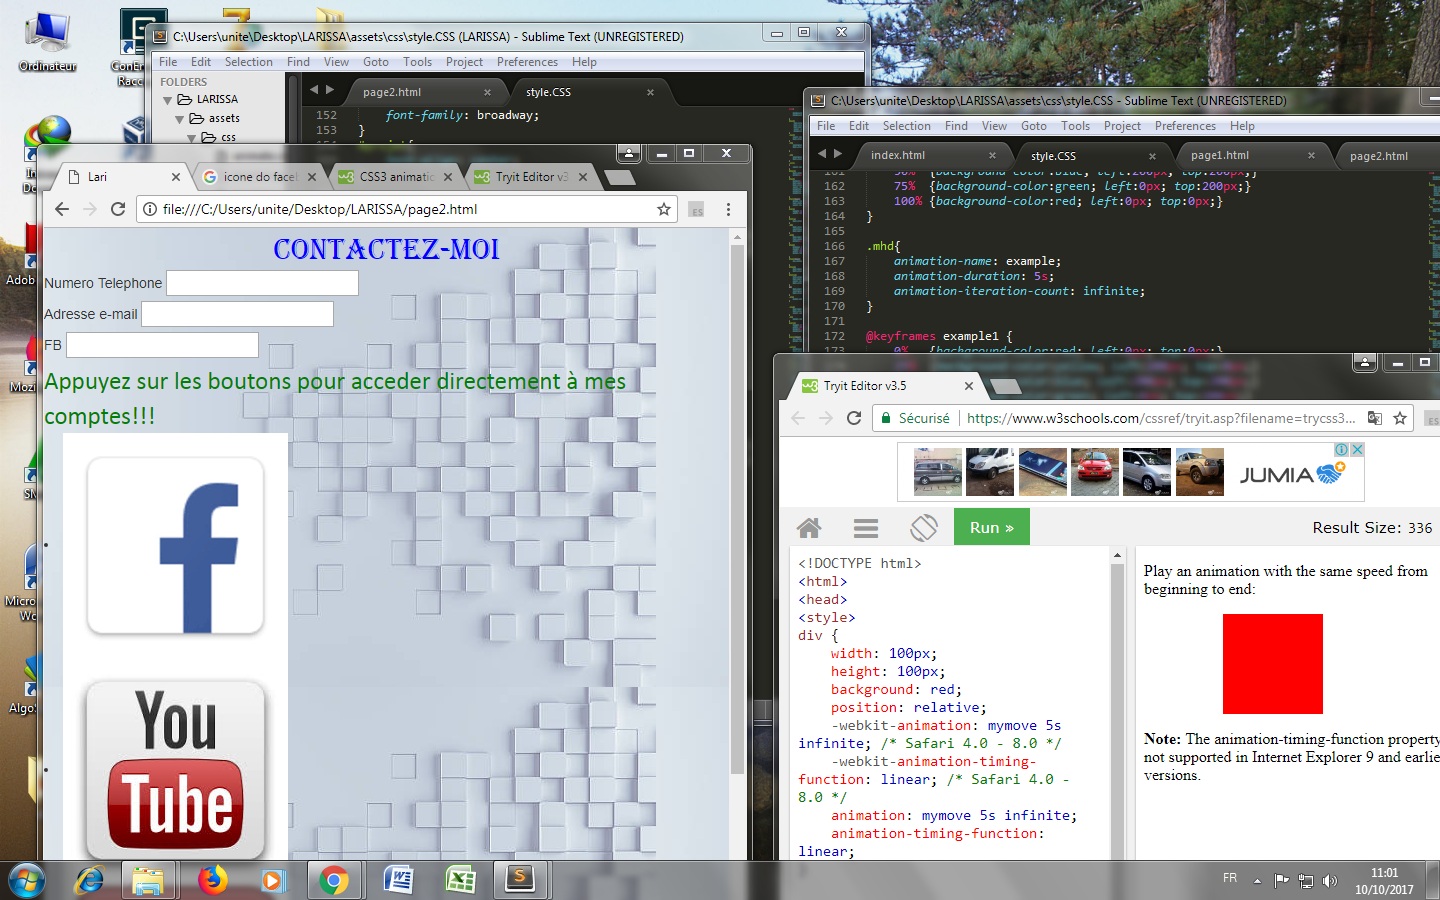 Ordinateur
C:\Users\unite\Desktop\LARISSA\assets\css\style.CSS (LARISSA) - Sublime Text (UNREGISTERED)
File Edit Selection Find View Goto Tools Project Preferences Help
FOLDERS
LARISSA
assets
css
page2.html
style.CSS
152 font-family: broadway;
153 }
C:\Users\unite\Desktop\LARISSA\assets\css\style.CSS - Sublime Text (UNREGISTERED)
File Edit Selection Find View Goto Tools Project Preferences Help
index.html
style.CSS
page1.html
page2.html
162 75% {background-color:green; left:0px; top:200px;}
163 100% {background-color:red; left:0px; top:0px;}
164 }
165
166 .mhd{
167 animation-name: example;
168 animation-duration: 5s;
169 animation-iteration-count: infinite;
170 }
171
172 @keyframes example1 {
173 0% {background-color:red; left:0px; top:0px;}
Lari
icone do face
CSS3 animatio
Tryit Editor v3
file:///C:/Users/unite/Desktop/LARISSA/page2.html
ES
CONTACTEZ-MOI
Numero Telephone
Adresse e-mail
FB
Appuyez sur les boutons pour acceder directement à mes
comptes!!!
f
You
Tube
Tryit Editor v3.5
Sécurisé
https://www.w3schools.com/cssref/tryit.asp?filename=trycss3...
ES
JUMIA
Run »
Result Size: 336
<!DOCTYPE html>
<html>
<head>
<style>
div {
width: 100px;
height: 100px;
background: red;
position: relative;
-webkit-animation: mymove 5s
infinite; /* Safari 4.0 - 8.0 */
-webkit-animation-timing-
function: linear; /* Safari 4.0 -
8.0 */
animation: mymove 5s infinite;
animation-timing-function:
linear;
Play an animation with the same speed from
beginning to end:
Note: The animation-timing-function property
not supported in Internet Explorer 9 and earlie
versions.
FR
11:01
10/10/2017